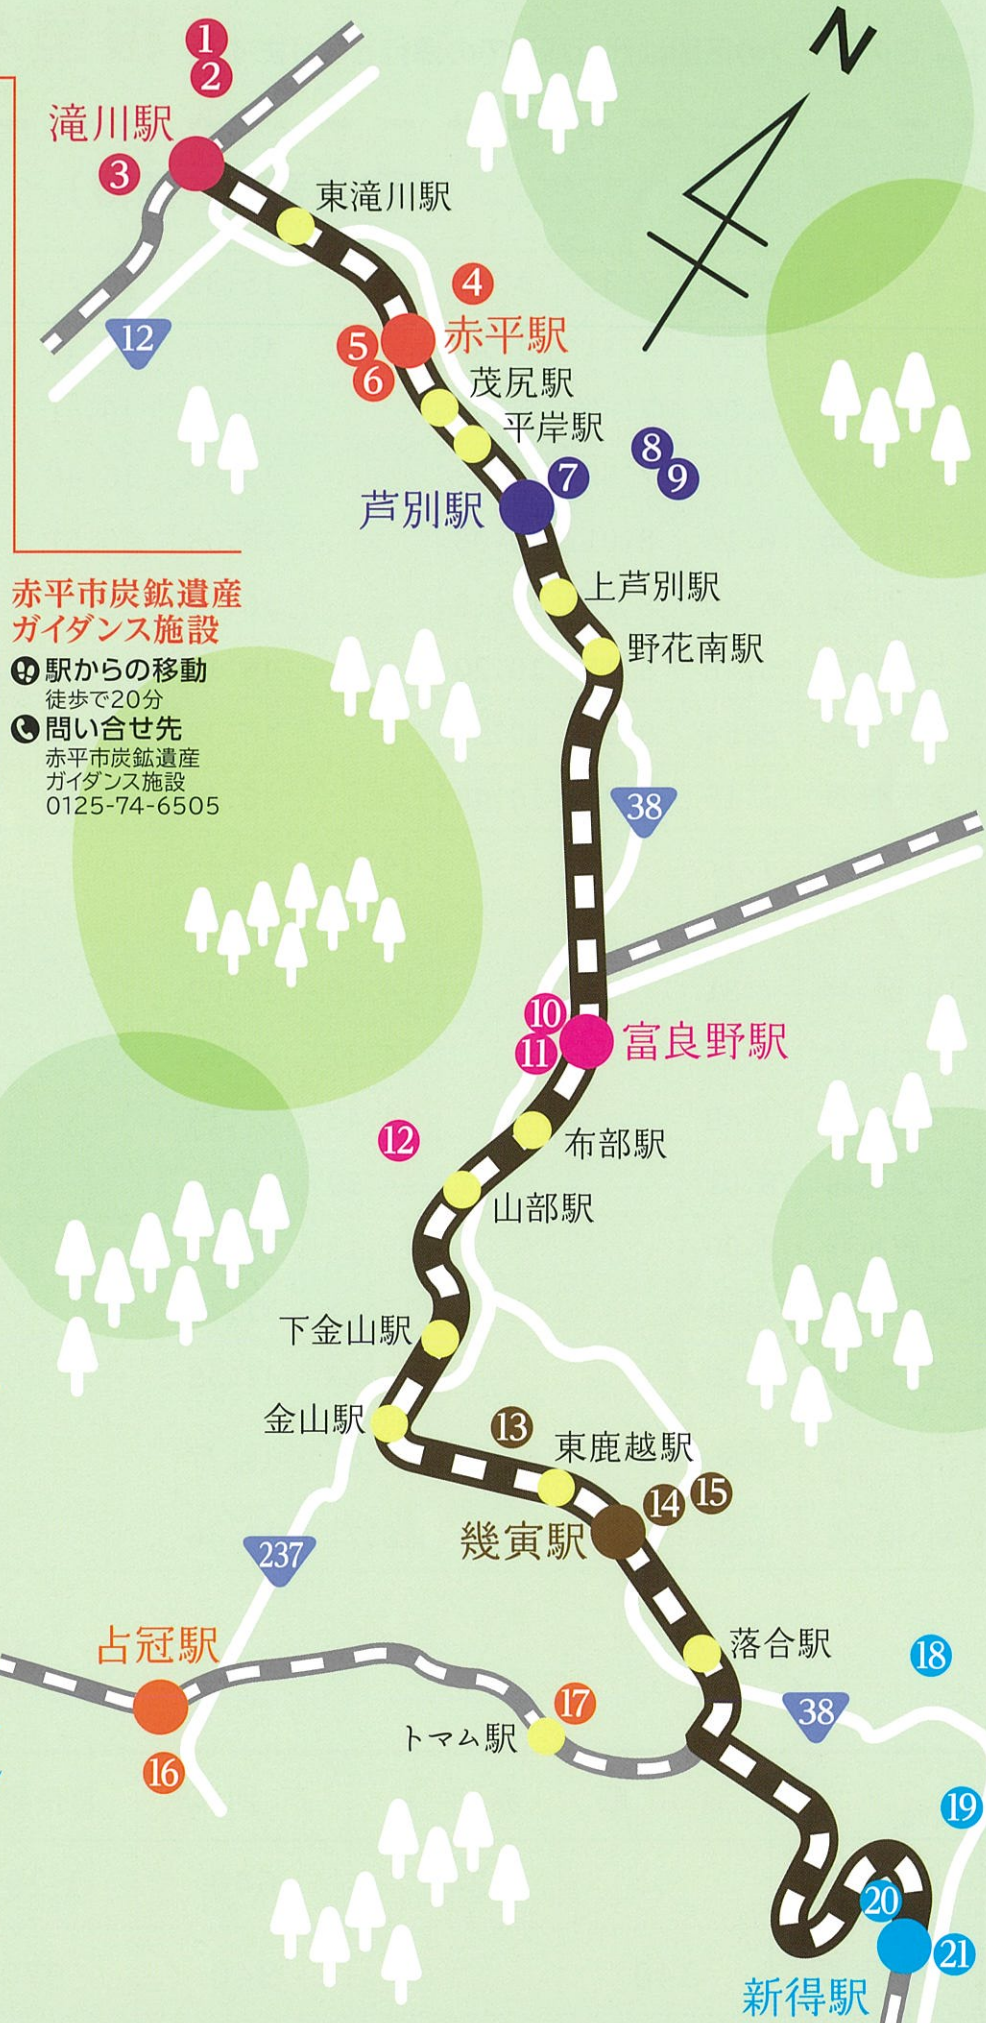 N
1
2
滝川駅
3
東滝川駅
12
4
赤平駅
5
6
茂尻駅
平岸駅
8
9
7
芦別駅
上芦別駅
野花南駅
赤平市炭鉱遺産
ガイダンス施設
駅からの移動
徒歩で20分
問い合せ先
赤平市炭鉱遺産
ガイダンス施設
0125-74-6505
38
10
11
富良野駅
12
布部駅
山部駅
下金山駅
金山駅
13
東鹿越駅
14
15
幾寅駅
237
占冠駅
落合駅
18
17
トマム駅
38
16
19
20
21
新得駅